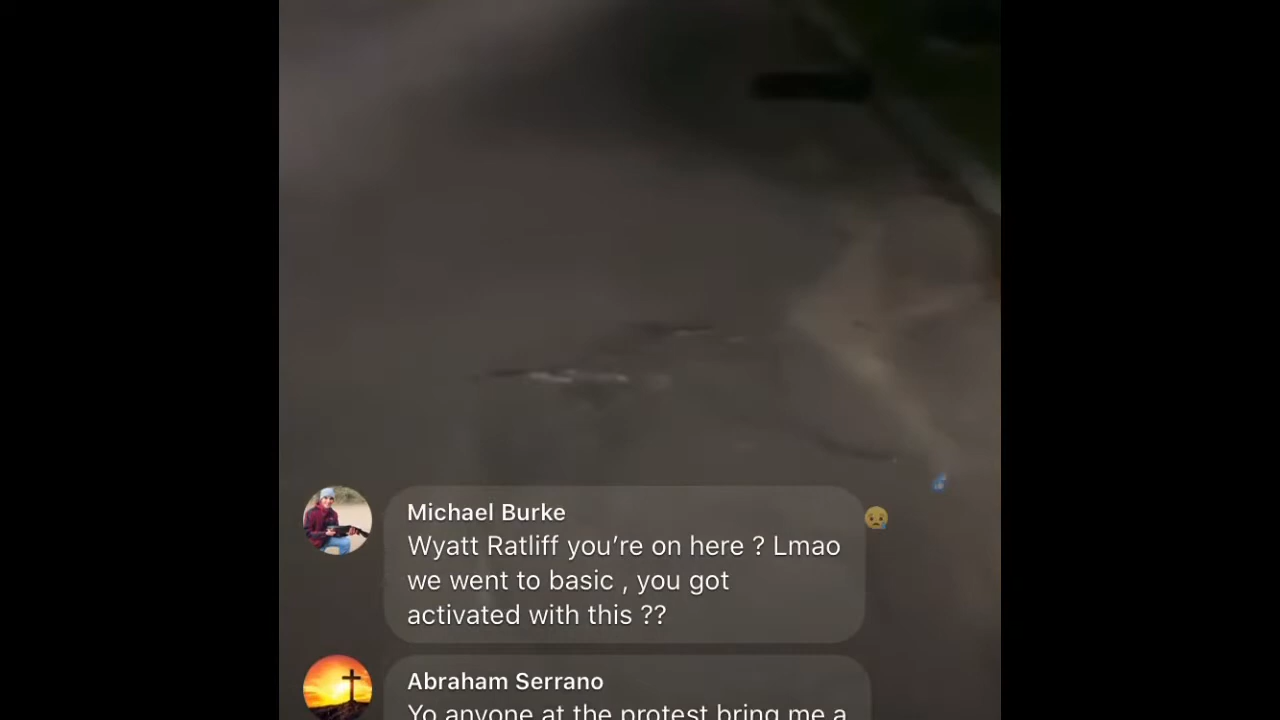 Michael Burke
Wyatt Ratliff you’re on here ? Lmao
we went to basic , you got
activated with this ??
Abraham Serrano
Yo anyone at the protest bring me a